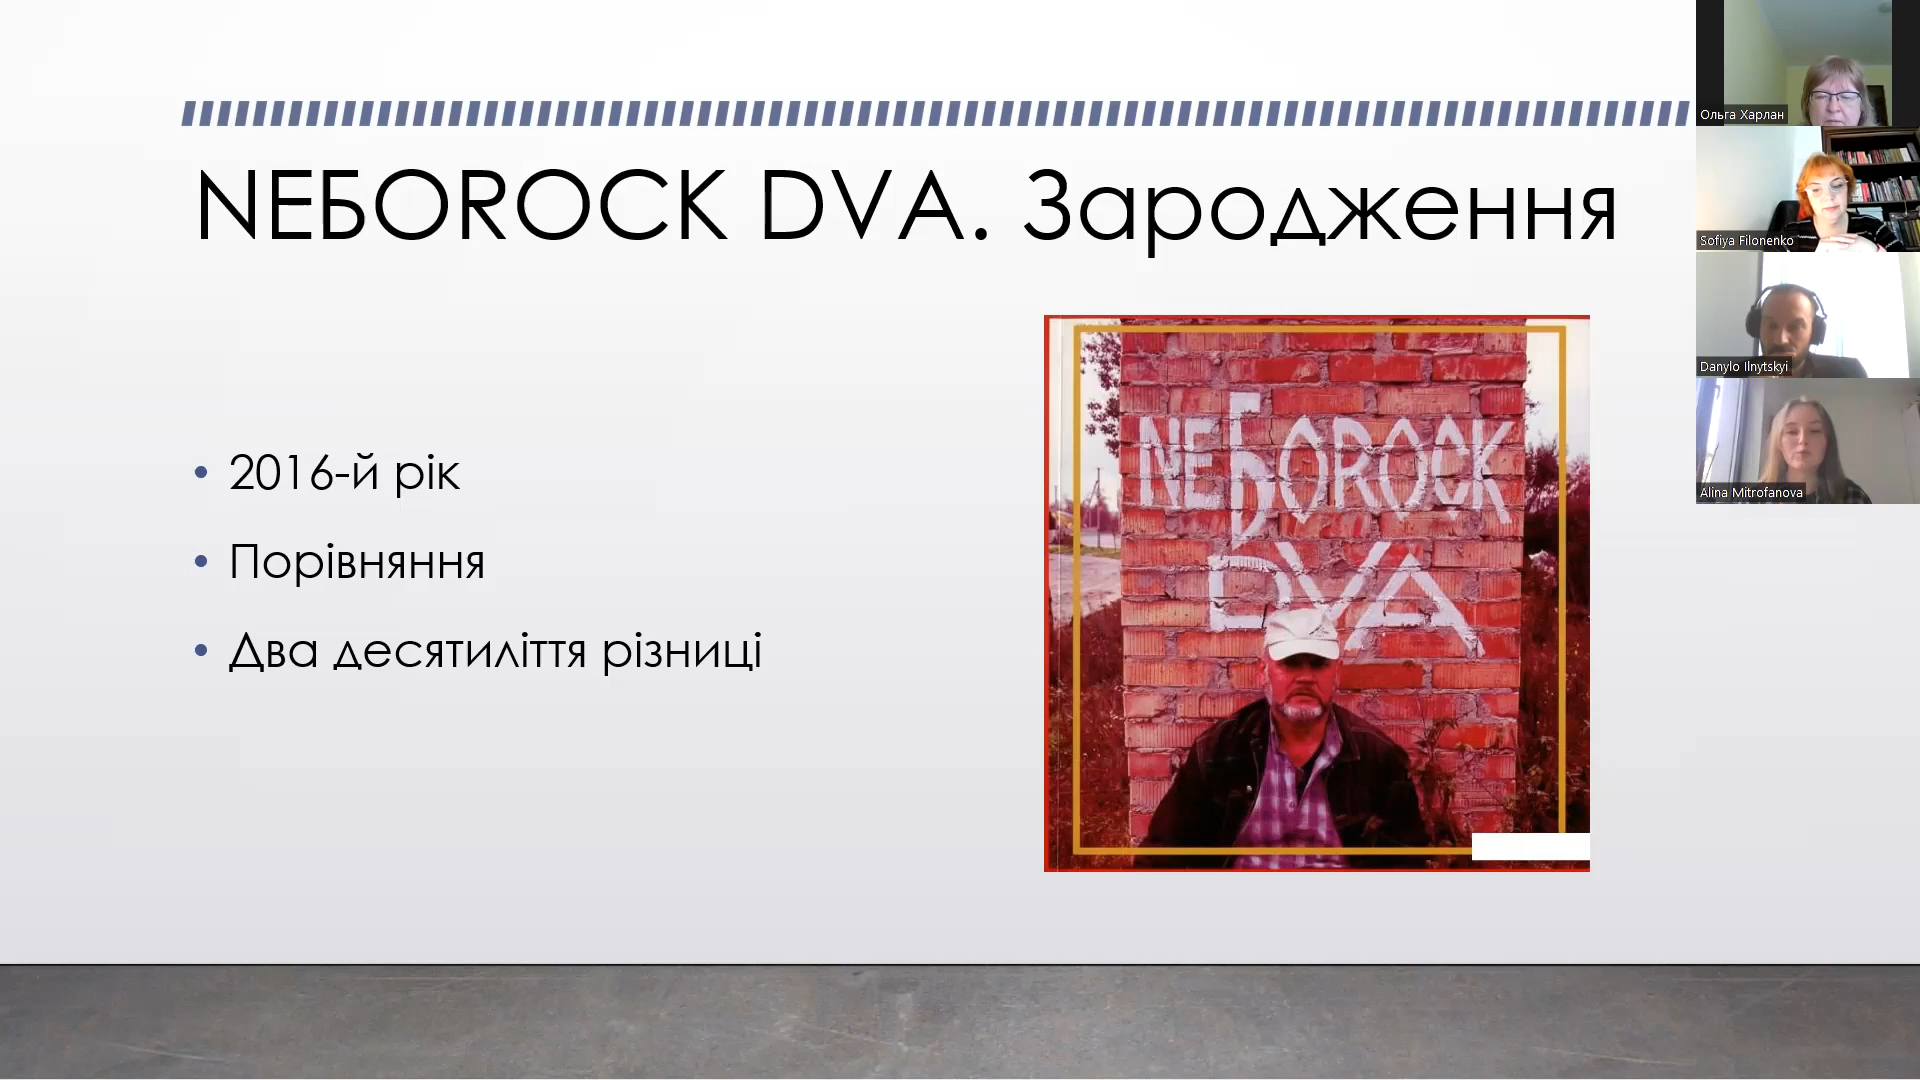 NEБOROCK DVA. Зародження
• 2016-й рік
• Порівняння
• Два десятиліття різниці
NEБOROCK
DVA
Ольга Харлан
Sofiya Filonenko
Danylo Ilnytskyi
Alina Mitrofanova